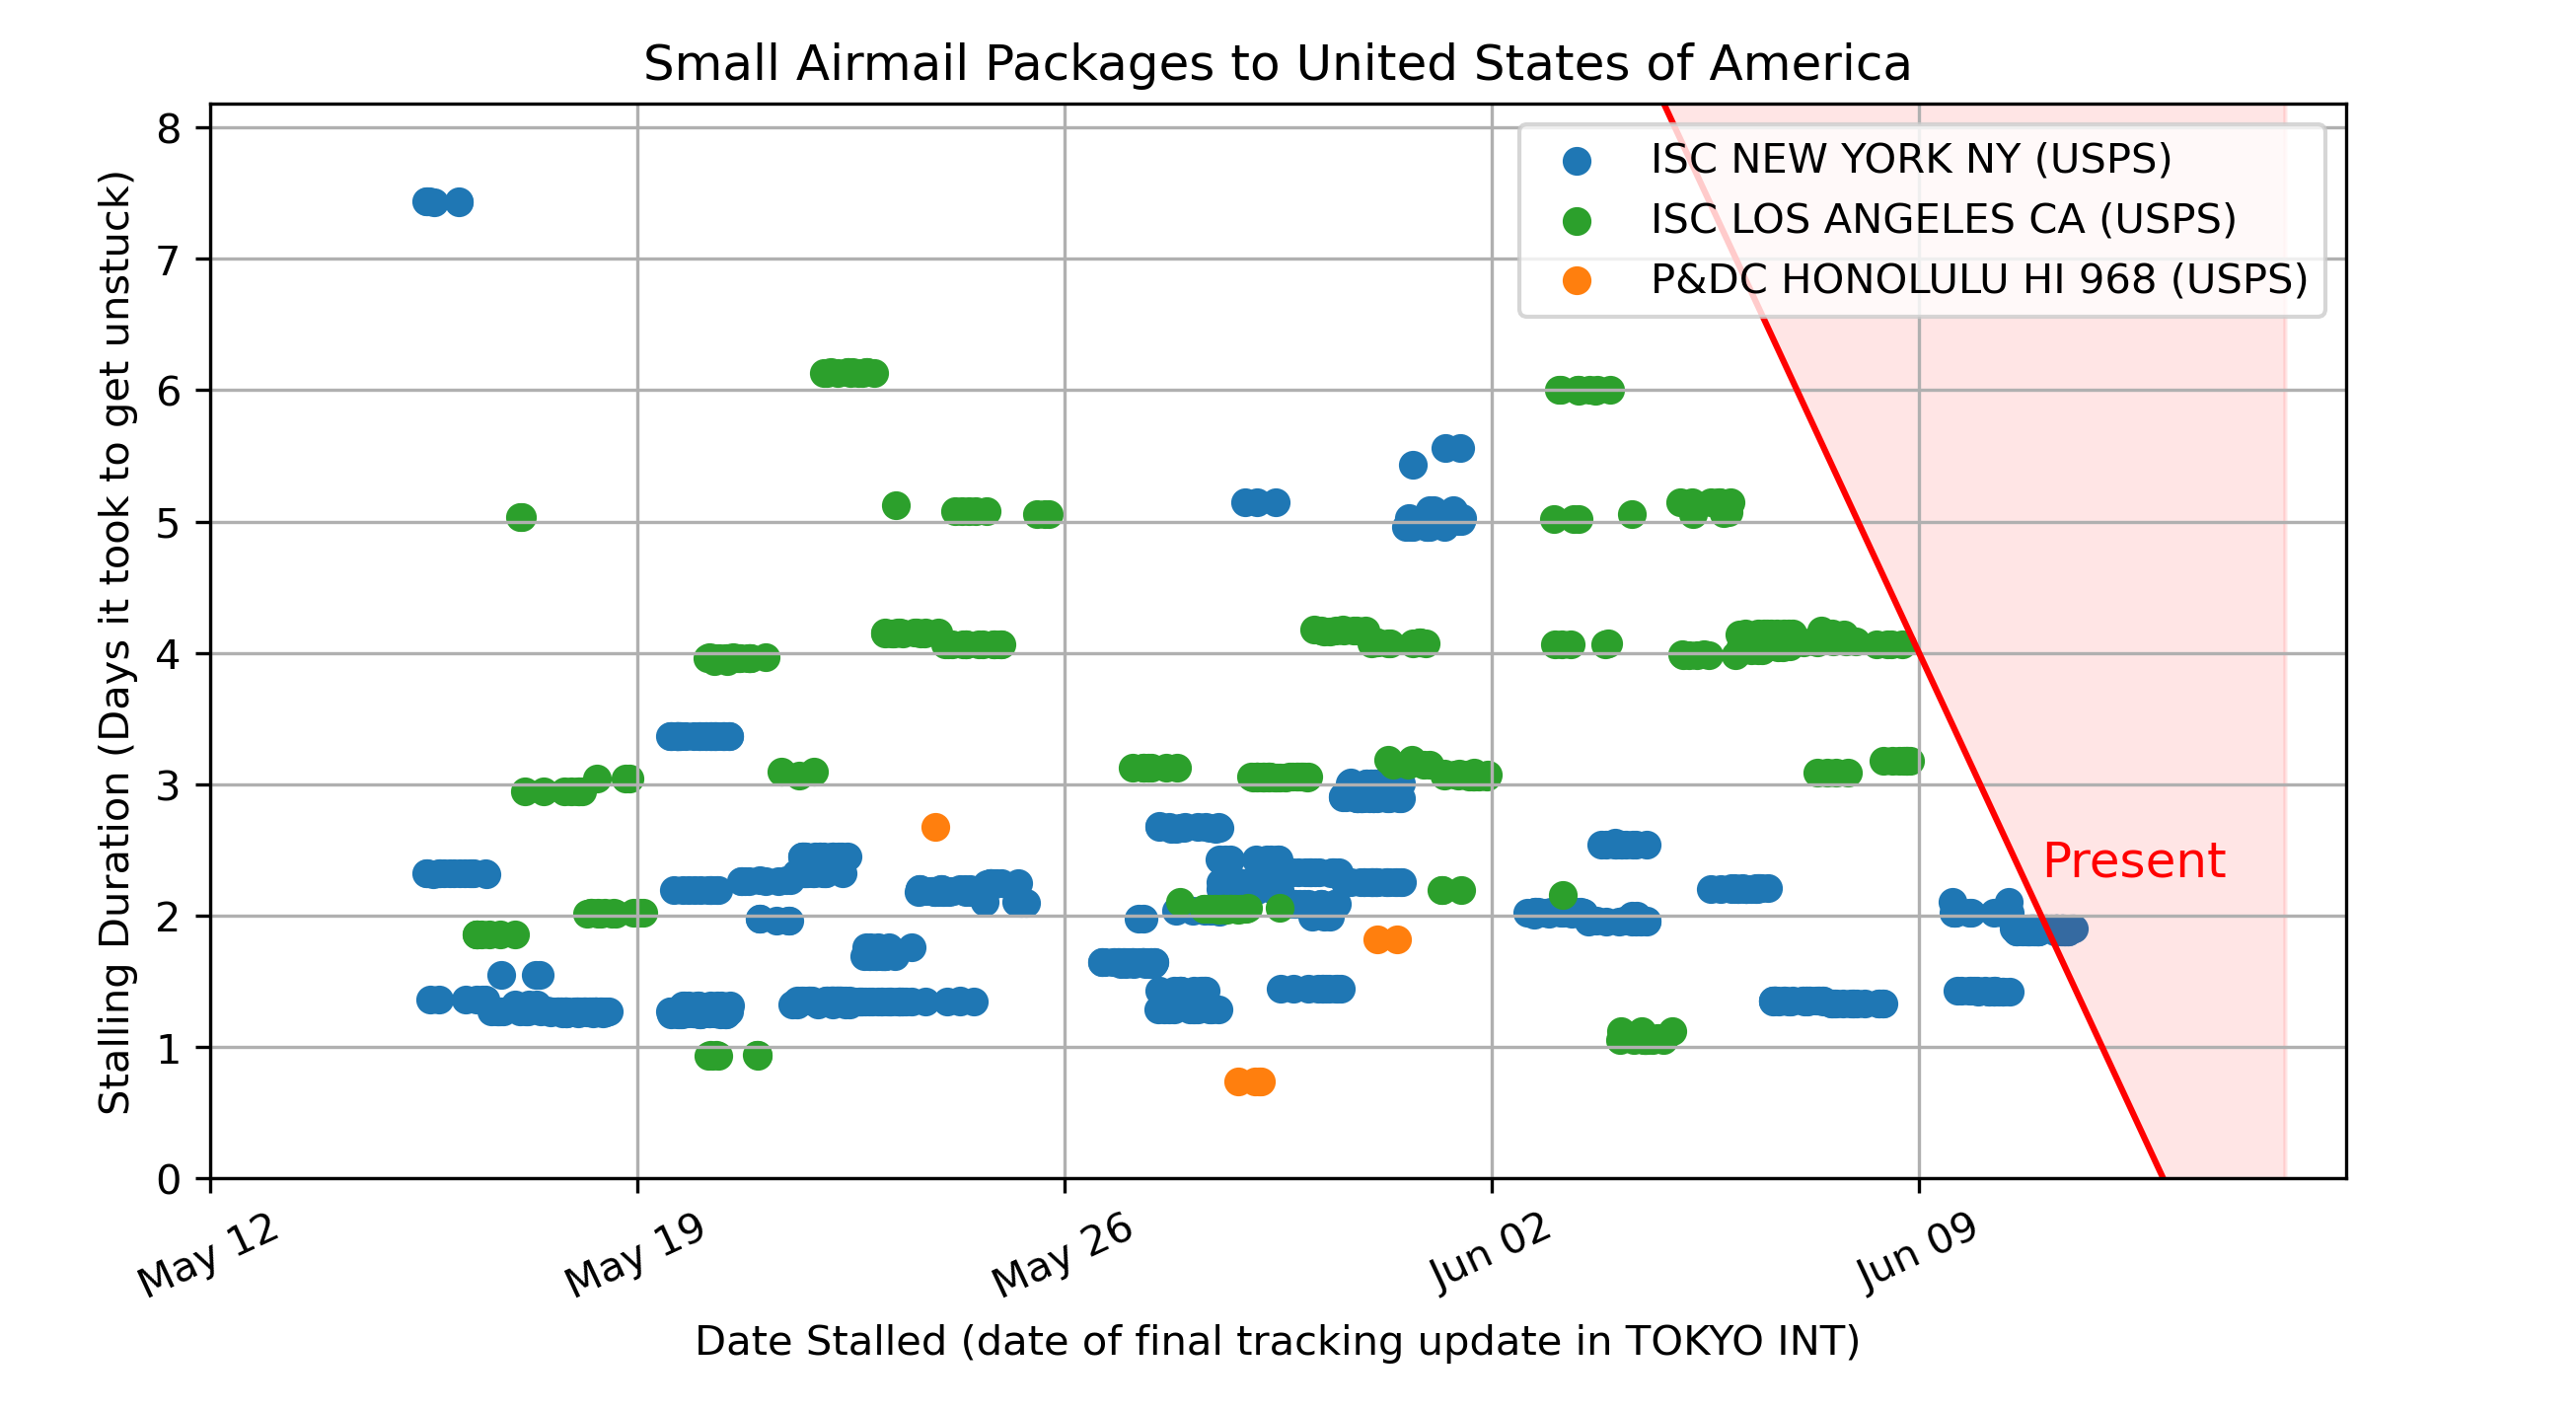 Small Airmail Packages to United States of America
Stalling Duration (Days it took to get unstuck)
8
7
6
5
4
3
2
1
0
ISC NEW YORK NY (USPS)
ISC LOS ANGELES CA (USPS)
P&DC HONOLULU HI 968 (USPS)
Present
May 12
May 19
May 26
Jun 02
Jun 09
Date Stalled (date of final tracking update in TOKYO INT)